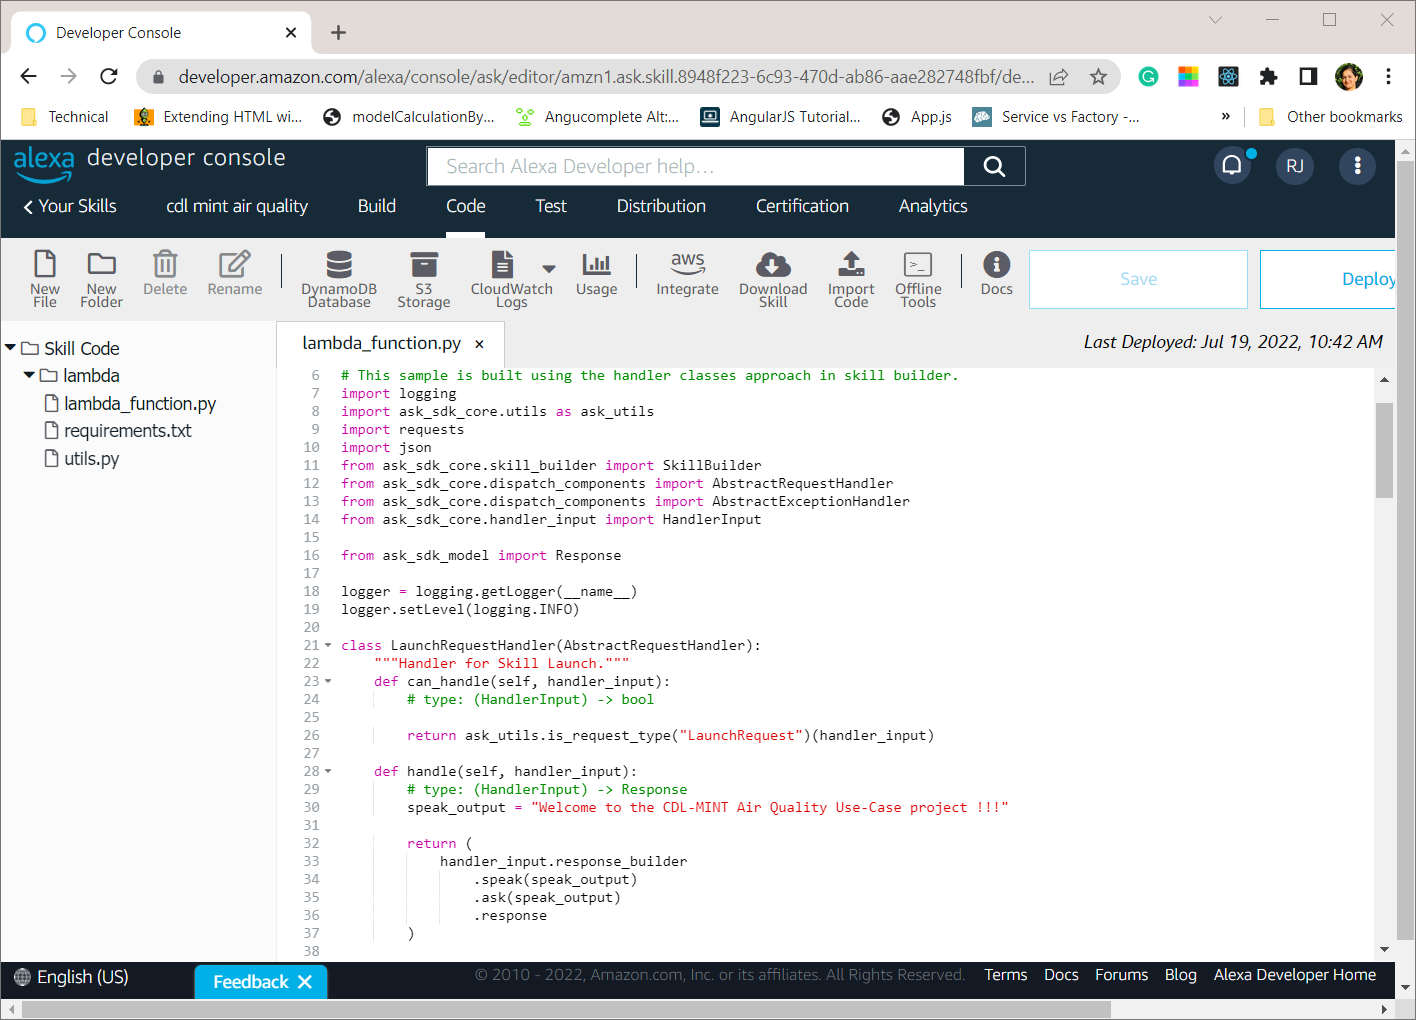 Developer Console
developer.amazon.com/alexa/console/ask/editor/amzn1.ask.skill.8948f223-6c93-470d-ab86-aae282748fbf/de...
Technical
Extending HTML wi...
modelCalculationBy...
Angucomplete Alt:...
AngularJS Tutorial...
App.js
Service vs Factory -...
»
Other bookmarks
alexa developer console
Search Alexa Developer help...
RJ
Your Skills
cdl mint air quality
Build
Code
Test
Distribution
Certification
Analytics
New File
New Folder
Delete
Rename
DynamoDB Database
S3 Storage
CloudWatch Logs
Usage
aws Integrate
Download Skill
Import Code
Offline Tools
Docs
Save
Deploy
Skill Code
lambda
lambda_function.py
requirements.txt
utils.py
lambda_function.py ×
Last Deployed: Jul 19, 2022, 10:42 AM
6 # This sample is built using the handler classes approach in skill builder.
7 import logging
8 import ask_sdk_core.utils as ask_utils
9 import requests
10 import json
11 from ask_sdk_core.skill_builder import SkillBuilder
12 from ask_sdk_core.dispatch_components import AbstractRequestHandler
13 from ask_sdk_core.dispatch_components import AbstractExceptionHandler
14 from ask_sdk_core.handler_input import HandlerInput
15
16 from ask_sdk_model import Response
17
18 logger = logging.getLogger(__name__)
19 logger.setLevel(logging.INFO)
20
21 class LaunchRequestHandler(AbstractRequestHandler):
22     """Handler for Skill Launch."""
23     def can_handle(self, handler_input):
24         # type: (HandlerInput) -> bool
25
26         return ask_utils.is_request_type("LaunchRequest")(handler_input)
27
28     def handle(self, handler_input):
29         # type: (HandlerInput) -> Response
30         speak_output = "Welcome to the CDL-MINT Air Quality Use-Case project !!!"
31
32         return (
33             handler_input.response_builder
34                 .speak(speak_output)
35                 .ask(speak_output)
36                 .response
37         )
38
English (US)
Feedback
© 2010 - 2022, Amazon.com, Inc. or its affiliates. All Rights Reserved.
Terms
Docs
Forums
Blog
Alexa Developer Home